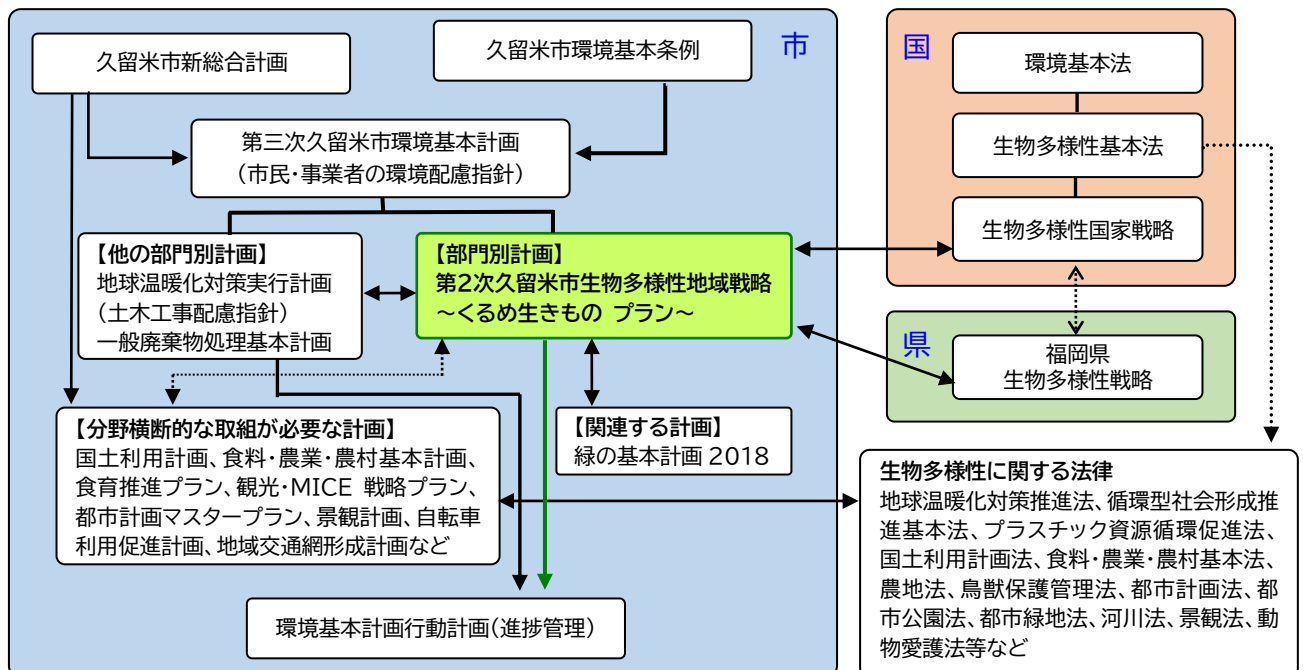 市
久留米市新総合計画
久留米市環境基本条例
第三次久留米市環境基本計画
（市民・事業者の環境配慮指針）
【他の部門別計画】
地球温暖化対策実行計画
（土木工事配慮指針）
一般廃棄物処理基本計画
【部門別計画】
第2次久留米市生物多様性地域戦略
～くるめ生きもの プラン～
【分野横断的な取組が必要な計画】
国土利用計画、食料・農業・農村基本計画、
食育推進プラン、観光・MICE 戦略プラン、
都市計画マスタープラン、景観計画、自転車
利用促進計画、地域交通網形成計画など
【関連する計画】
緑の基本計画 2018
環境基本計画行動計画（進捗管理）
国
環境基本法
生物多様性基本法
生物多様性国家戦略
県
福岡県
生物多様性戦略
生物多様性に関する法律
地球温暖化対策推進法、循環型社会形成推
進基本法、プラスチック資源循環促進法、
国土利用計画法、食料・農業・農村基本法、
農地法、鳥獣保護管理法、都市計画法、都
市公園法、都市緑地法、河川法、景観法、動
物愛護法等など